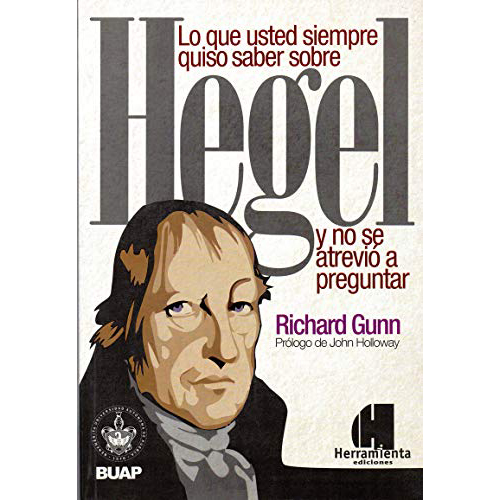 Lo que usted siempre
quiso saber sobre
Hegel
y no se
atrevió a
preguntar
Richard Gunn
Prólogo de John Holloway
BUAP
H
Herramienta
ediciones